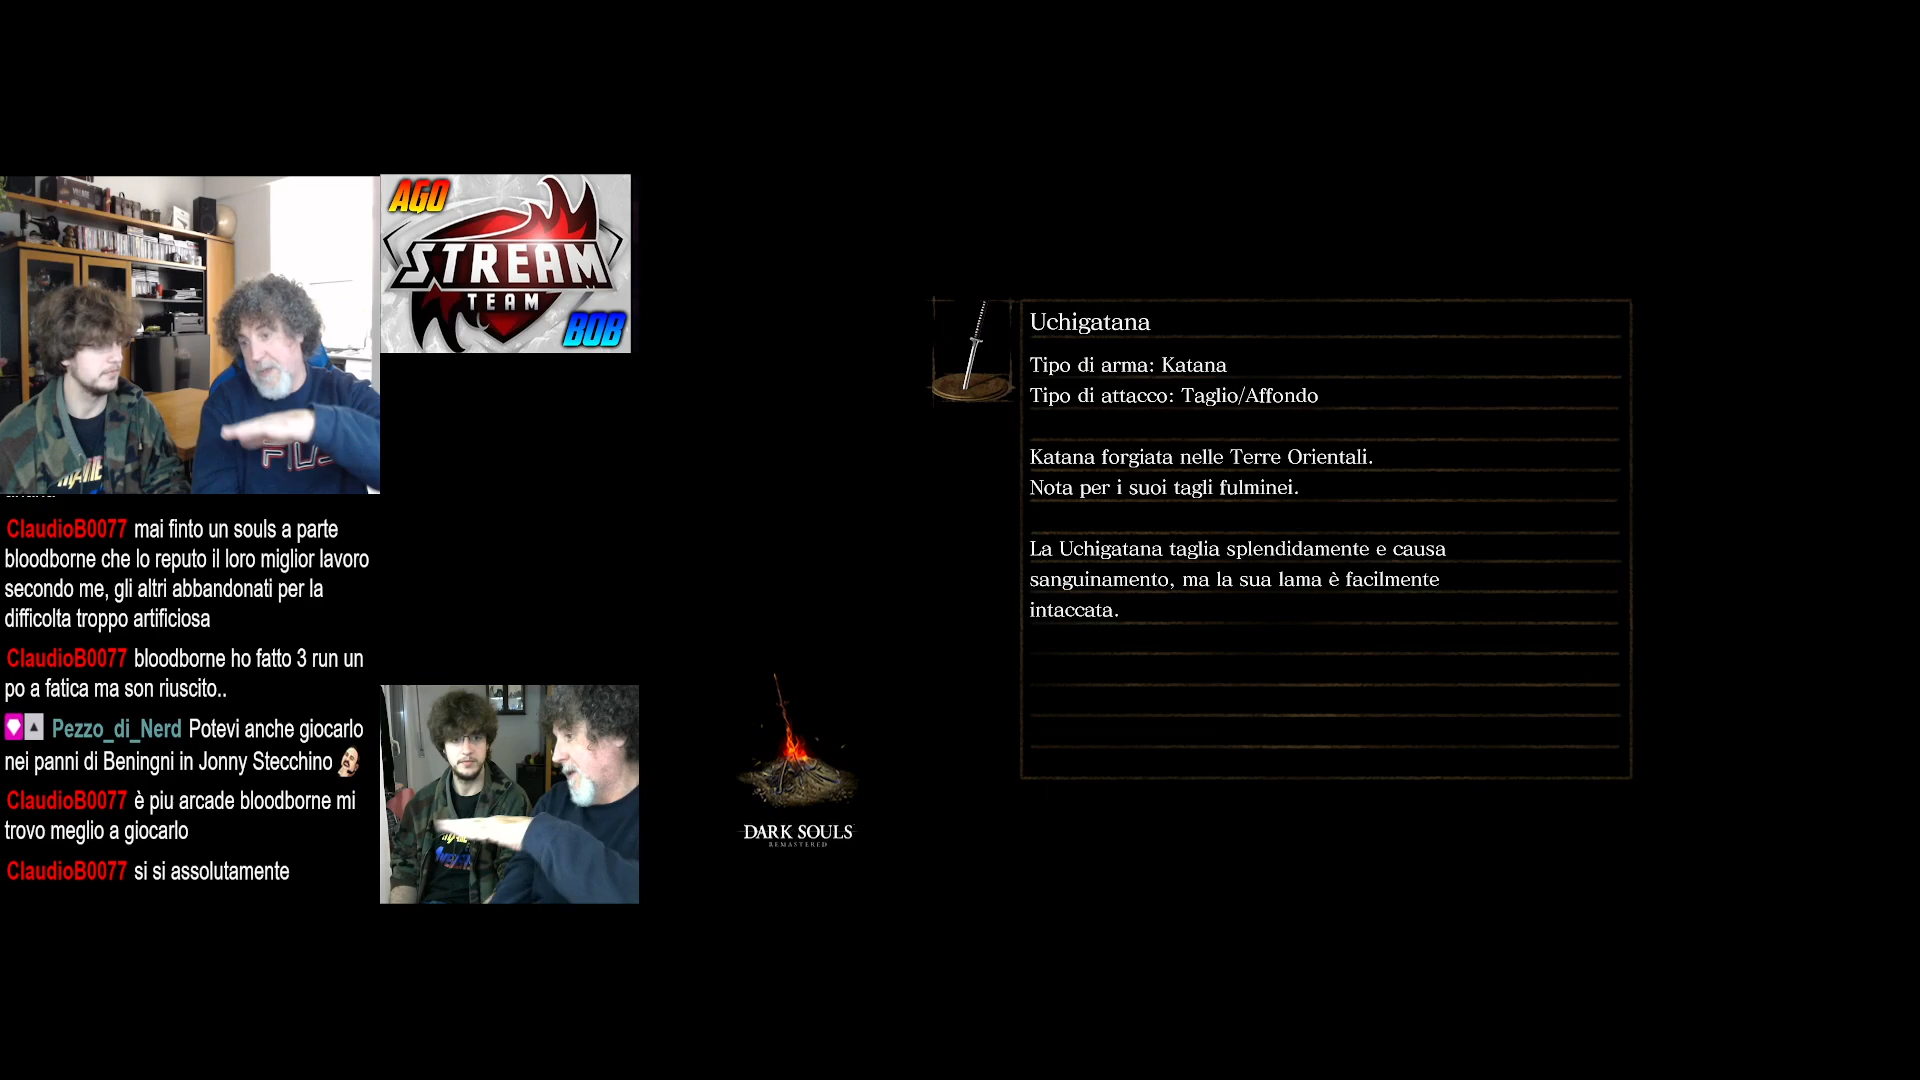 AGO
STREAM
TEAM
BOB
FILA
ClaudioB0077 mai finto un souls a parte
bloodborne che lo reputo il loro miglior lavoro
secondo me, gli altri abbandonati per la
difficolta troppo artificiosa
ClaudioB0077 bloodborne ho fatto 3 run un
po a fatica ma son riuscito..
Pezzo_di_Nerd Potevi anche giocarlo
nei panni di Beningni in Jonny Stecchino
ClaudioB0077 è piu arcade bloodborne mi
trovo meglio a giocarlo
ClaudioB0077 si si assolutamente
DARK SOULS
REMASTERED
Uchigatana
Tipo di arma: Katana
Tipo di attacco: Taglio/Affondo
Katana forgiata nelle Terre Orientali.
Nota per i suoi tagli fulminei.
La Uchigatana taglia splendidamente e causa
sanguinamento, ma la sua lama è facilmente
intaccata.